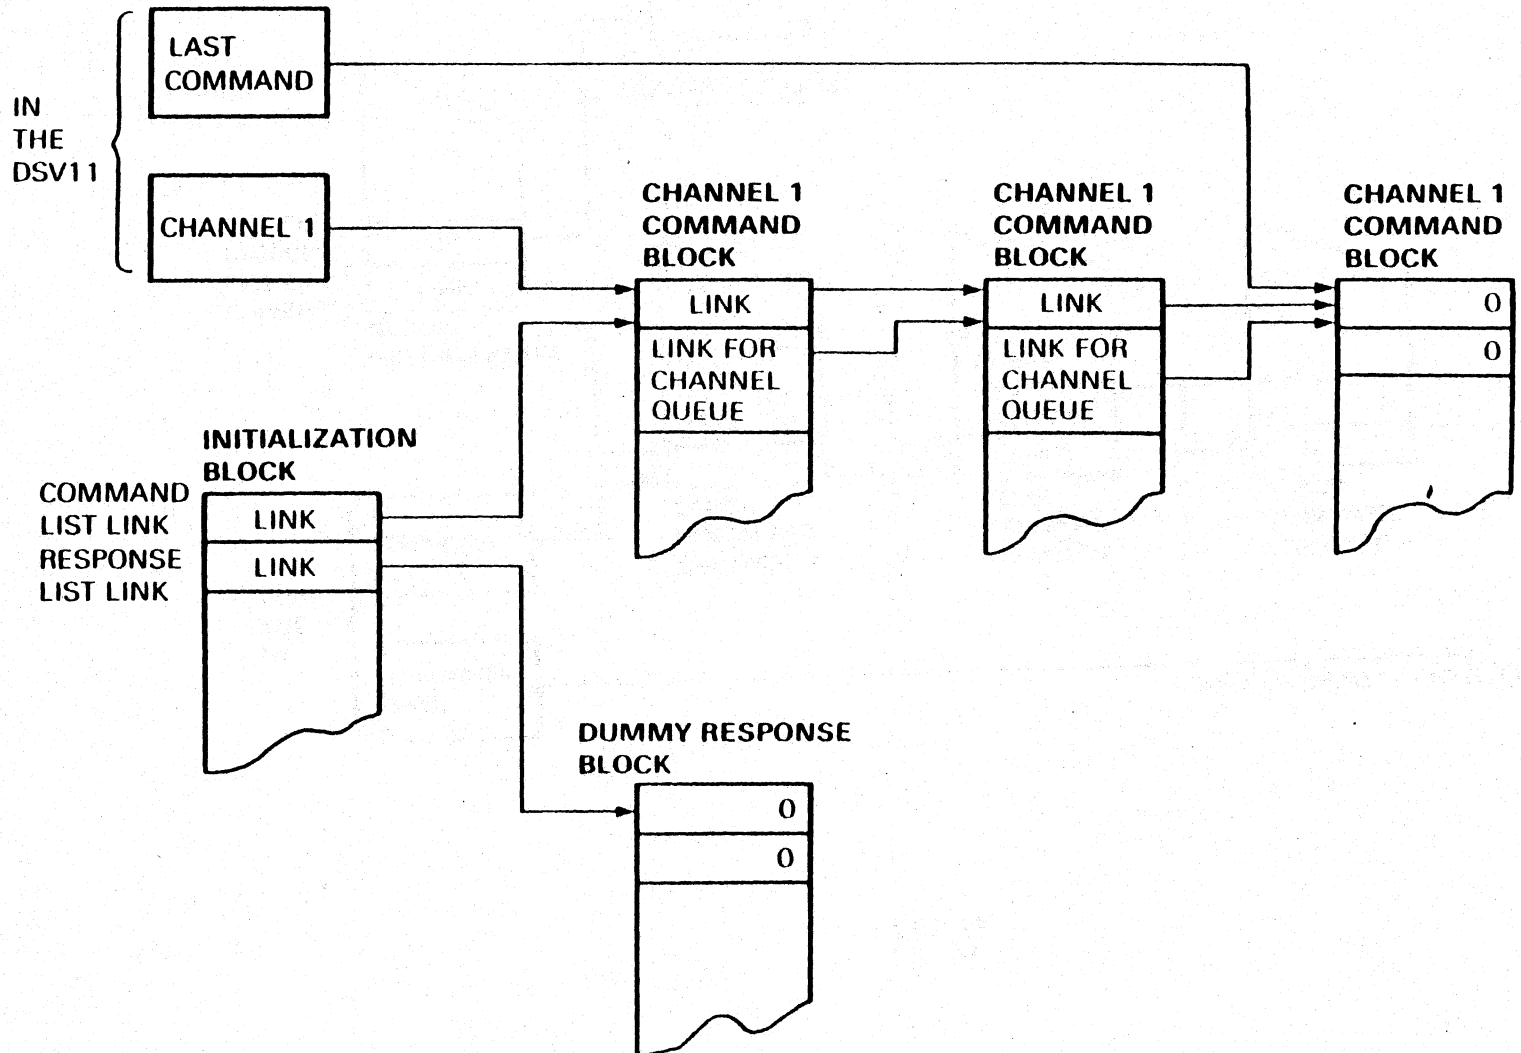 LAST
COMMAND
IN
THE
DSV11
CHANNEL 1
CHANNEL 1
COMMAND
BLOCK
LINK
LINK FOR
CHANNEL
QUEUE
CHANNEL 1
COMMAND
BLOCK
LINK
LINK FOR
CHANNEL
QUEUE
CHANNEL 1
COMMAND
BLOCK
0
0
INITIALIZATION
BLOCK
COMMAND
LIST LINK
RESPONSE
LIST LINK
LINK
LINK
DUMMY RESPONSE
BLOCK
0
0